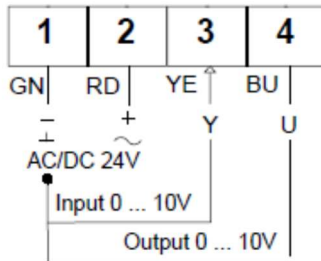 1 2 3 4
GN RD YE BU
− + Y U
⊥ ~
AC/DC 24V
Input 0 ... 10V
Output 0 ... 10V